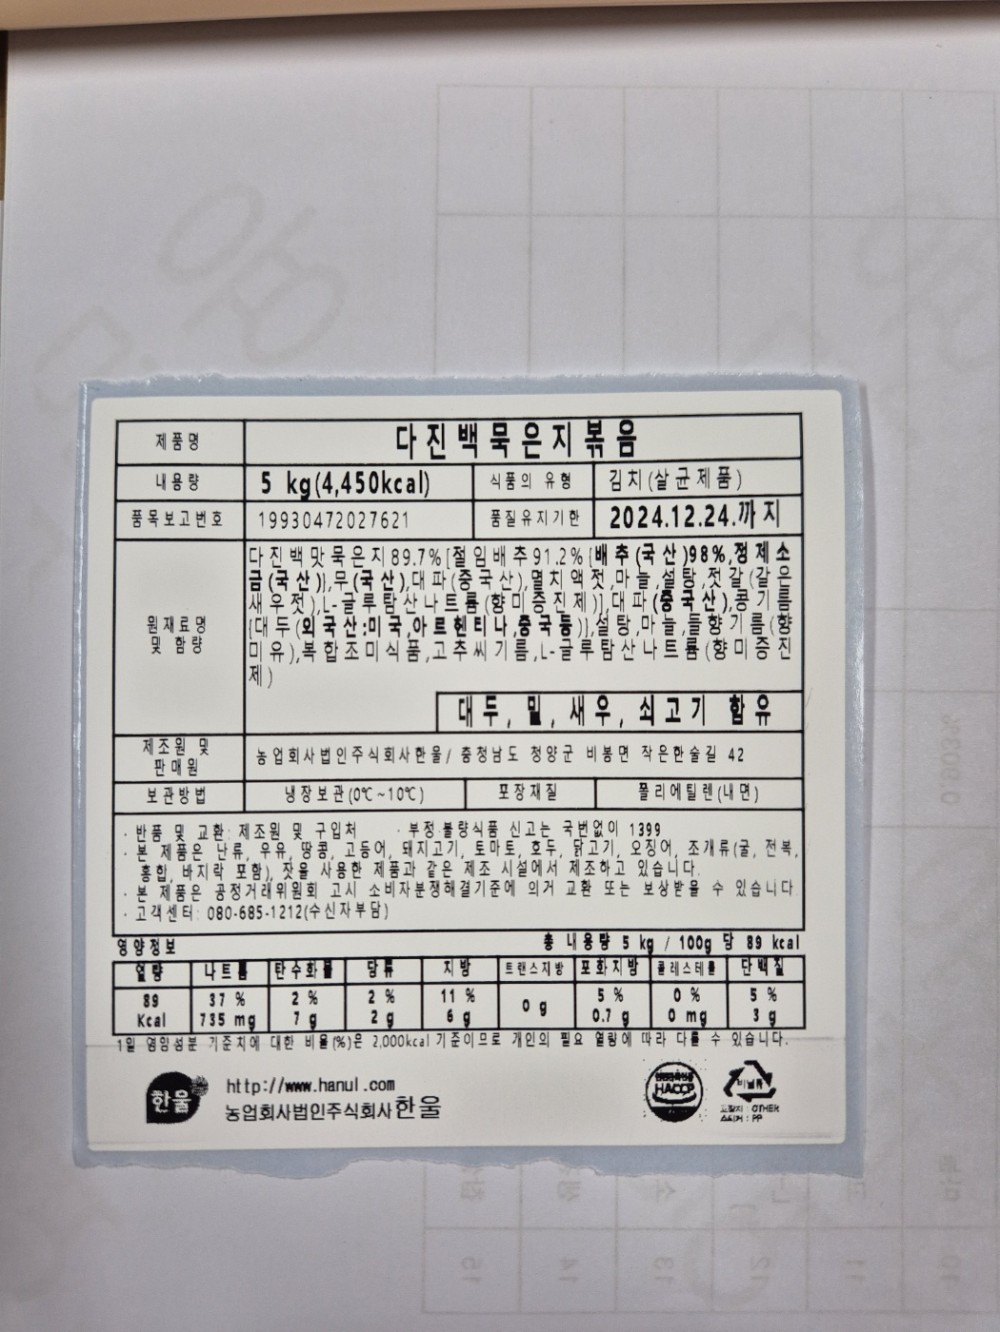 제품명 다진백묵은지볶음
내용량 5 kg(4,450kcal) 식품의 유형 김치(살균제품)
품목보고번호 19930472027621 품질유지기한 2024.12.24.까지
원재료명 및 함량
다진백맛묵은지89.7%[절임배추91.2%{배추(국산)98%,정제소
금(국산)},무(국산),대파(중국산),멸치액젓,마늘,설탕,젓갈(갈은
새우젓),L-글루탐산나트륨(향미증진제)],대파(중국산),콩기름
[대두(외국산:미국,아르헨티나,중국등)],설탕,마늘,들향기름(향
미유),복합조미식품,고추씨기름,L-글루탐산나트륨(향미증진
제)
대두, 밀, 새우, 쇠고기 함유
제조원 및 판매원 농업회사법인주식회사한울/ 충청남도 청양군 비봉면 작은한술길 42
보관방법 냉장보관(0℃~10℃) 포장재질 폴리에틸렌(내면)
· 반품 및 교환: 제조원 및 구입처 · 부정·불량식품 신고는 국번없이 1399
· 본 제품은 난류, 우유, 땅콩, 고등어, 돼지고기, 토마토, 호두, 닭고기, 오징어, 조개류(굴, 전복,
홍합, 바지락 포함), 잣을 사용한 제품과 같은 제조 시설에서 제조하고 있습니다.
· 본 제품은 공정거래위원회 고시 소비자분쟁해결기준에 의거 교환 또는 보상받을 수 있습니다
· 고객센터: 080-685-1212(수신자부담)
영양정보 총 내용량 5 kg / 100g 당 89 kcal
열량 나트륨 탄수화물 당류 지방 트랜스지방 포화지방 콜레스테롤 단백질
89 37 % 2 % 2 % 11 % 0 g 5 % 0 % 5 %
Kcal 735 mg 7 g 2 g 6 g 0.7 g 0 mg 3 g
1일 영양성분 기준치에 대한 비율(%)은 2,000kcal 기준이므로 개인의 필요 열량에 따라 다를 수 있습니다.
한울 http://www.hanul.com
농업회사법인주식회사한울
HACCP
비닐류
OTHER
스티커 : PP